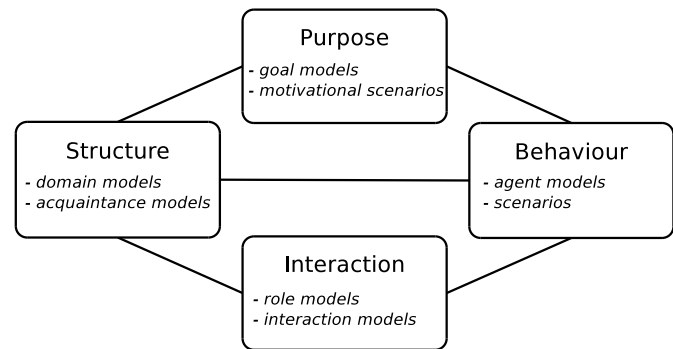 Purpose
- goal models
- motivational scenarios
Structure
- domain models
- acquaintance models
Behaviour
- agent models
- scenarios
Interaction
- role models
- interaction models